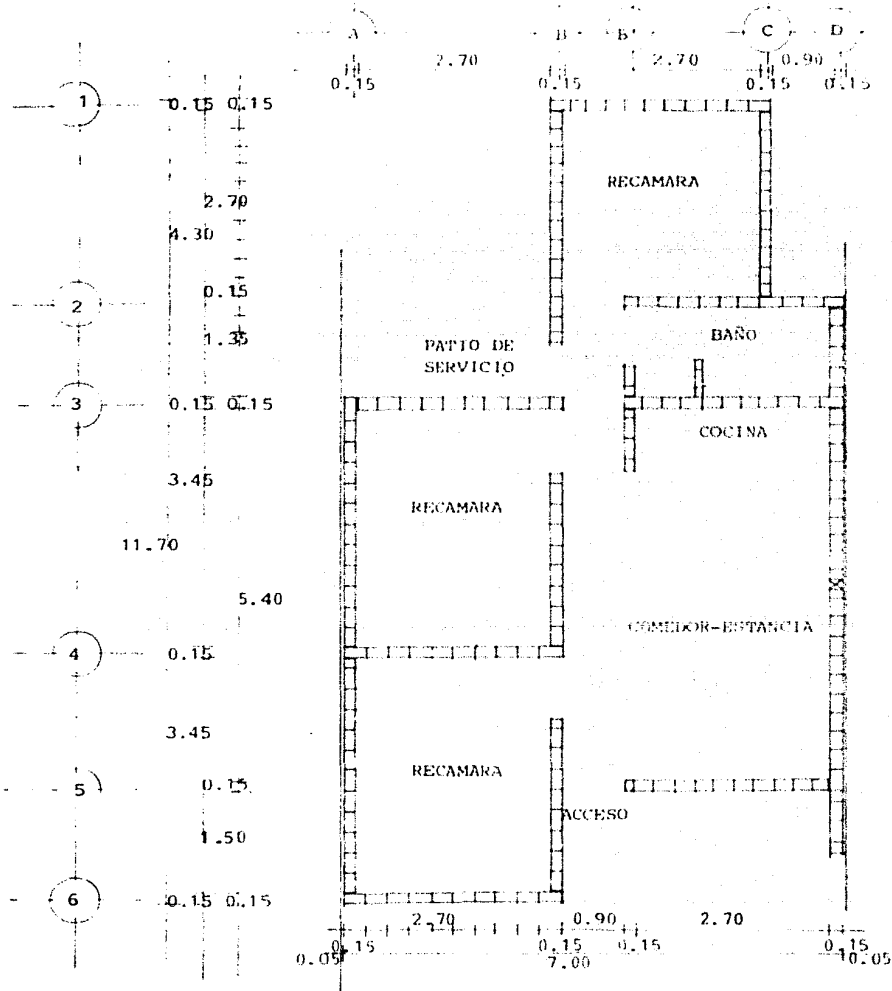 A B B' C D
2.70 2.70 0.90
0.15 0.15 0.15 0.15
1 0.15 0.15
RECAMARA
2.70
4.30
2 0.15
BAÑO
1.35
PATIO DE
SERVICIO
3 0.15 0.15
COCINA
3.45
RECAMARA
11.70
5.40
COMEDOR-ESTANCIA
4 0.15
3.45
RECAMARA
5 0.15
ACCESO
1.50
6 0.15 0.15
2.70 0.90 2.70
0.15 0.15 0.15 0.15
0.05 7.00 0.05